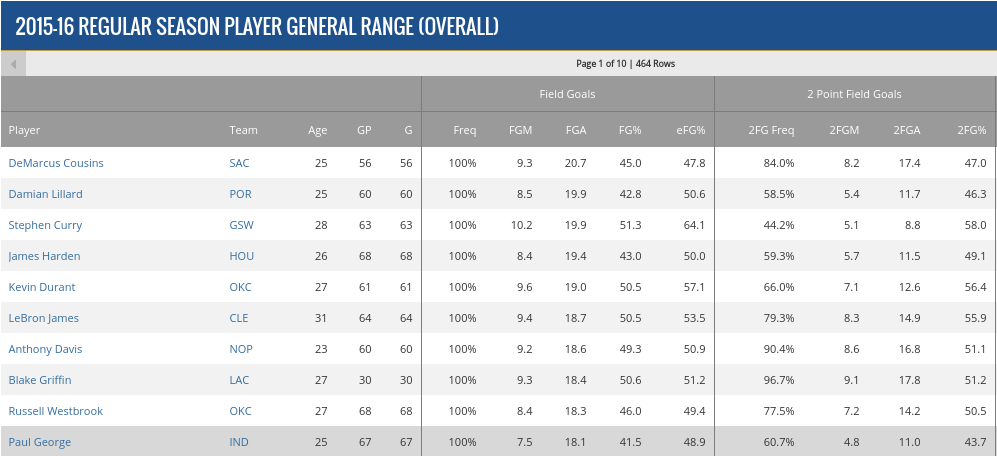 2015-16 REGULAR SEASON PLAYER GENERAL RANGE (OVERALL)
Page 1 of 10 | 464 Rows
Field Goals 2 Point Field Goals
Player Team Age GP G Freq FGM FGA FG% eFG% 2FG Freq 2FGM 2FGA 2FG%
DeMarcus Cousins SAC 25 56 56 100% 9.3 20.7 45.0 47.8 84.0% 8.2 17.4 47.0
Damian Lillard POR 25 60 60 100% 8.5 19.9 42.8 50.6 58.5% 5.4 11.7 46.3
Stephen Curry GSW 28 63 63 100% 10.2 19.9 51.3 64.1 44.2% 5.1 8.8 58.0
James Harden HOU 26 68 68 100% 8.4 19.4 43.0 50.0 59.3% 5.7 11.5 49.1
Kevin Durant OKC 27 61 61 100% 9.6 19.0 50.5 57.1 66.0% 7.1 12.6 56.4
LeBron James CLE 31 64 64 100% 9.4 18.7 50.5 53.5 79.3% 8.3 14.9 55.9
Anthony Davis NOP 23 60 60 100% 9.2 18.6 49.3 50.9 90.4% 8.6 16.8 51.1
Blake Griffin LAC 27 30 30 100% 9.3 18.4 50.6 51.2 96.7% 9.1 17.8 51.2
Russell Westbrook OKC 27 68 68 100% 8.4 18.3 46.0 49.4 77.5% 7.2 14.2 50.5
Paul George IND 25 67 67 100% 7.5 18.1 41.5 48.9 60.7% 4.8 11.0 43.7